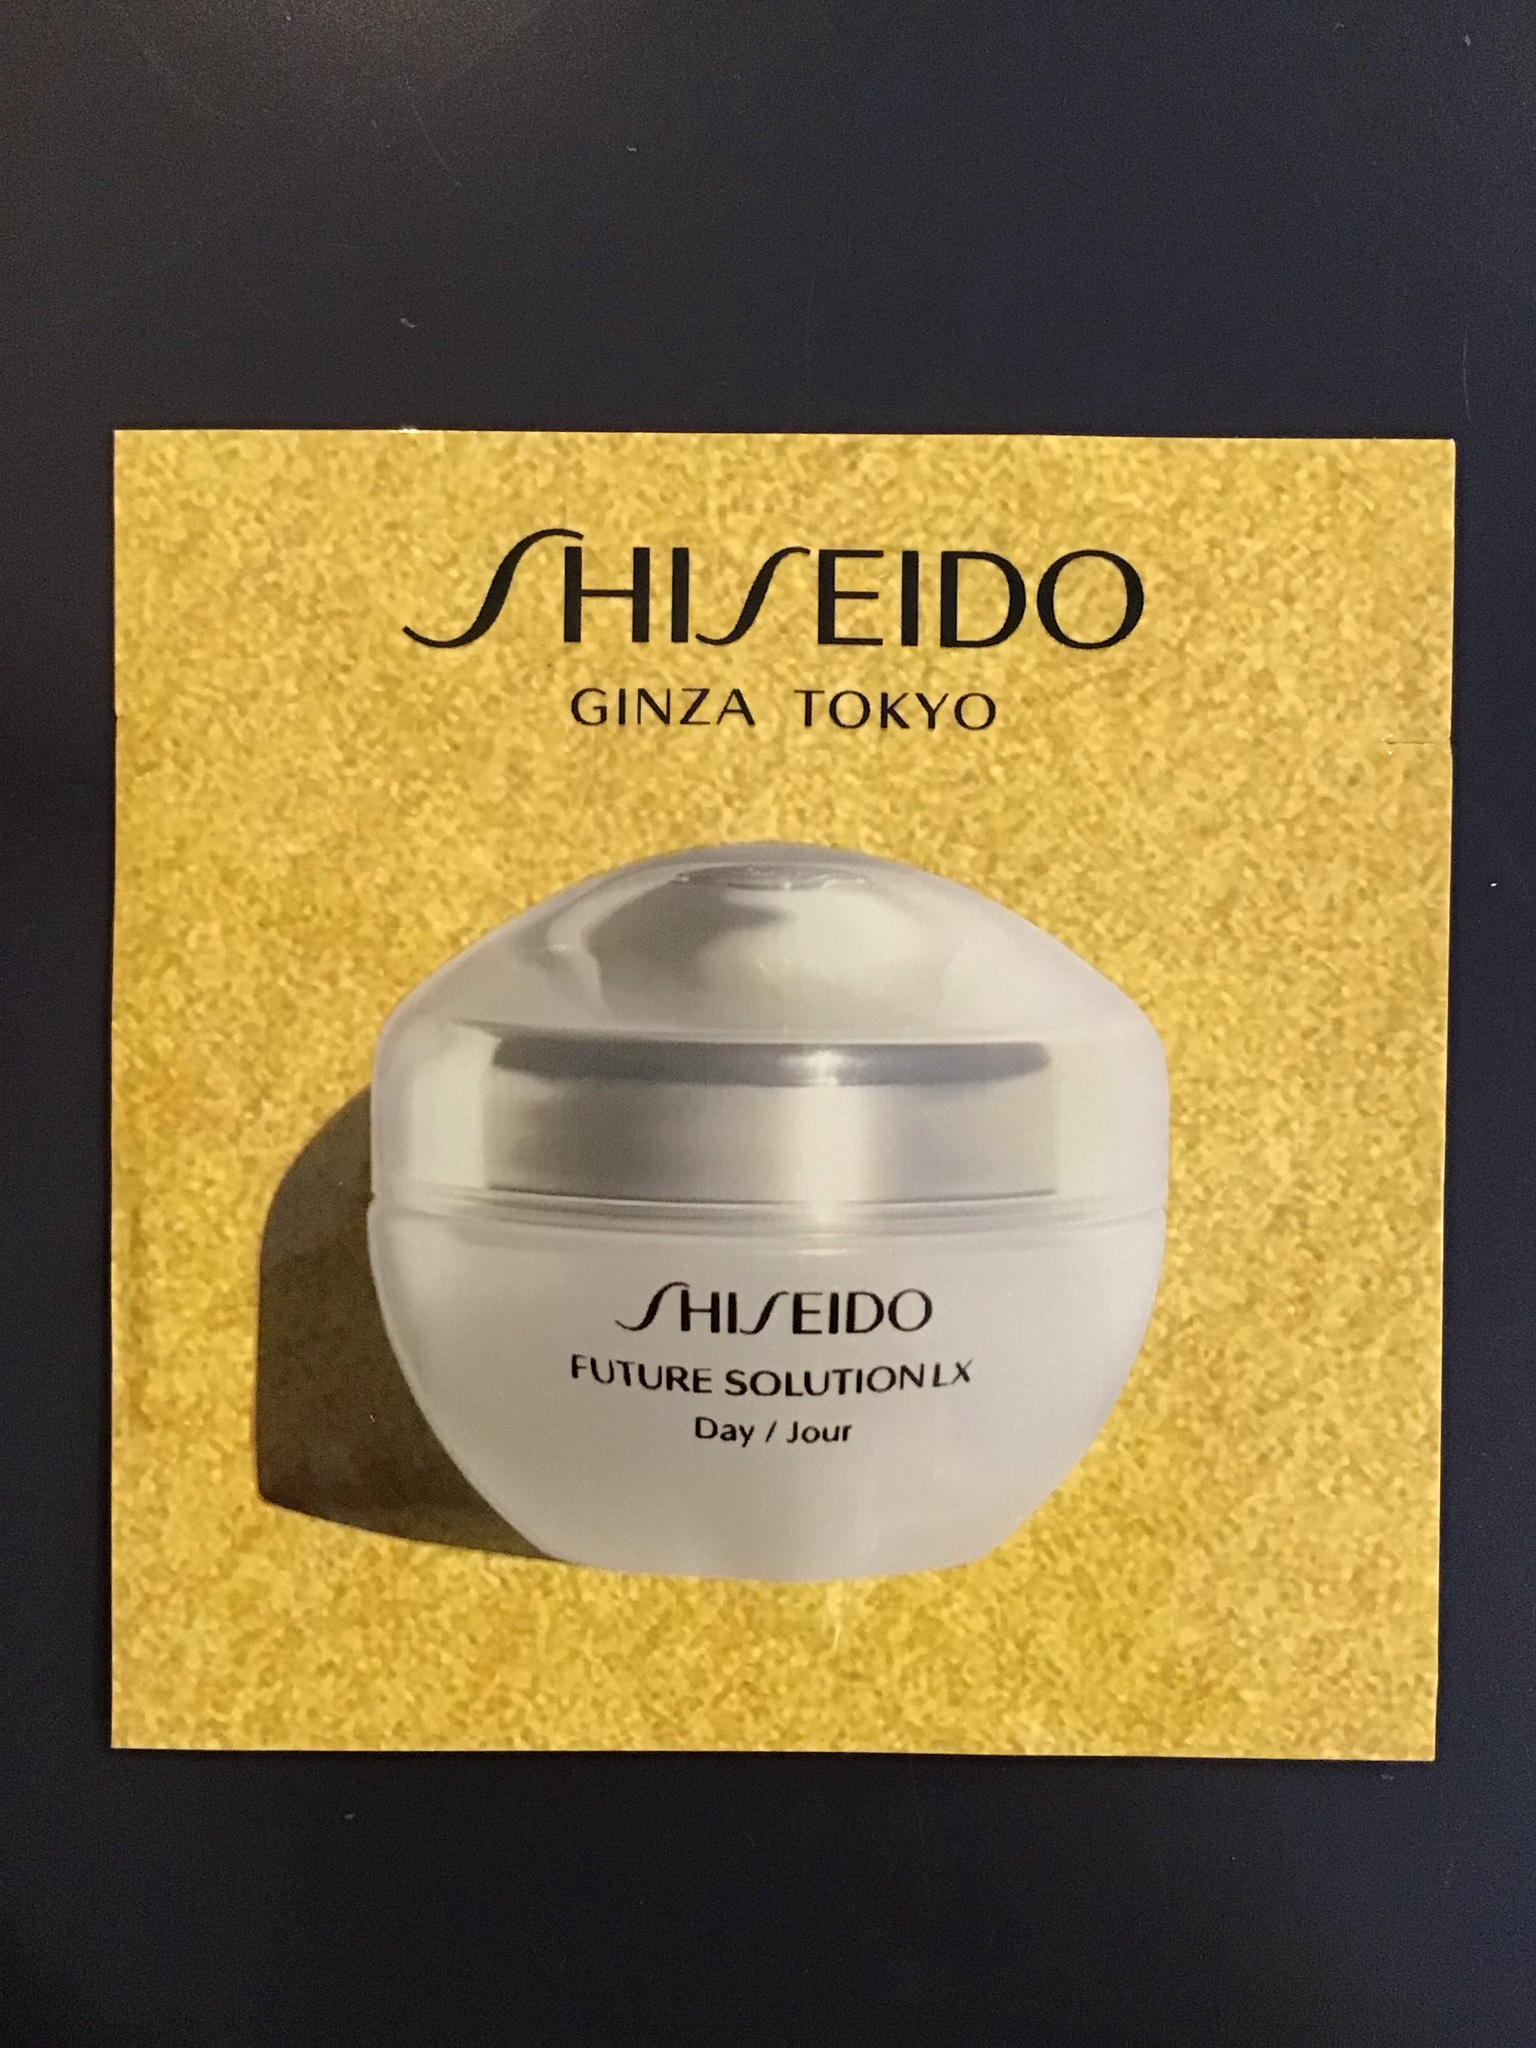 SHISEIDO
GINZA TOKYO
SHISEIDO
FUTURE SOLUTION LX
Day / Jour